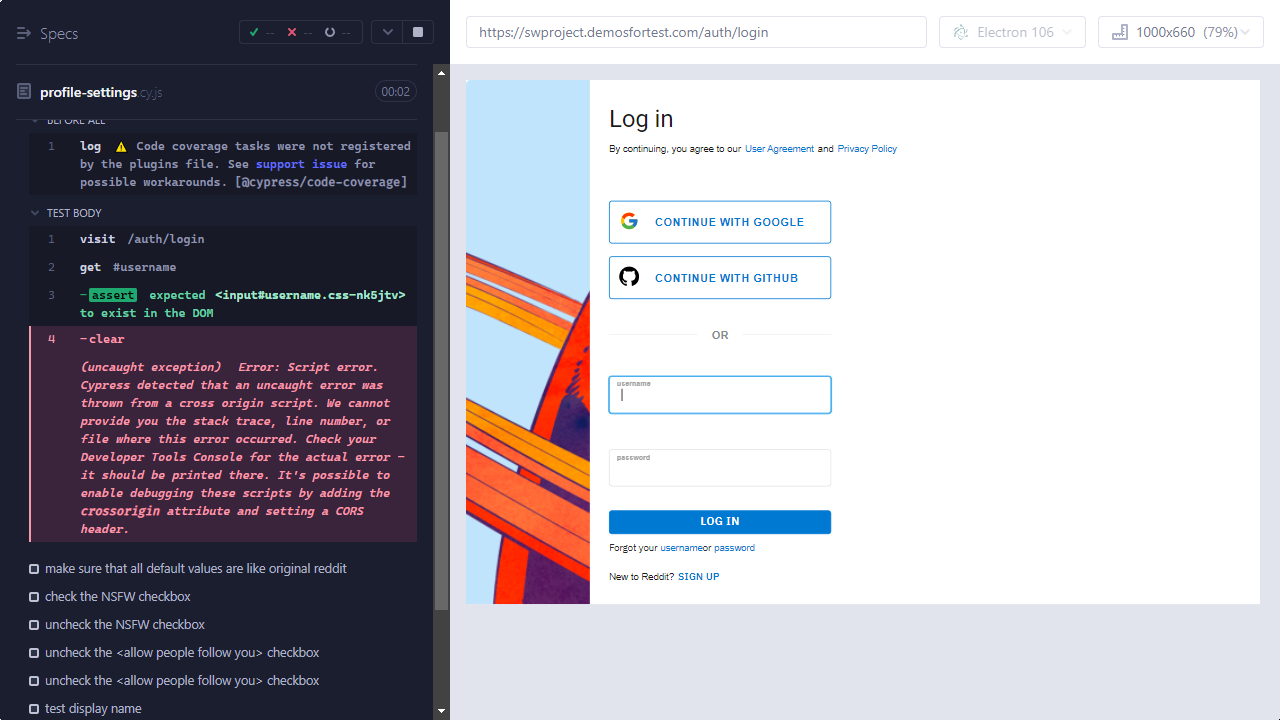 Specs
-- -- --
https://swproject.demosfortest.com/auth/login
Electron 106
1000x660 (79%)
profile-settings.cy.js
00:02
BEFORE ALL
1 log ⚠ Code coverage tasks were not registered
by the plugins file. See support issue for
possible workarounds. [@cypress/code-coverage]
TEST BODY
1 visit /auth/login
2 get #username
3 -assert expected <input#username.css-nk5jtv>
to exist in the DOM
4 -clear
(uncaught exception) Error: Script error.
Cypress detected that an uncaught error was
thrown from a cross origin script. We cannot
provide you the stack trace, line number, or
file where this error occurred. Check your
Developer Tools Console for the actual error -
it should be printed there. It's possible to
enable debugging these scripts by adding the
crossorigin attribute and setting a CORS
header.
make sure that all default values are like original reddit
check the NSFW checkbox
uncheck the NSFW checkbox
uncheck the <allow people follow you> checkbox
uncheck the <allow people follow you> checkbox
test display name
Log in
By continuing, you agree to our User Agreement and Privacy Policy
CONTINUE WITH GOOGLE
CONTINUE WITH GITHUB
OR
username
password
LOG IN
Forgot your usernameor password
New to Reddit? SIGN UP